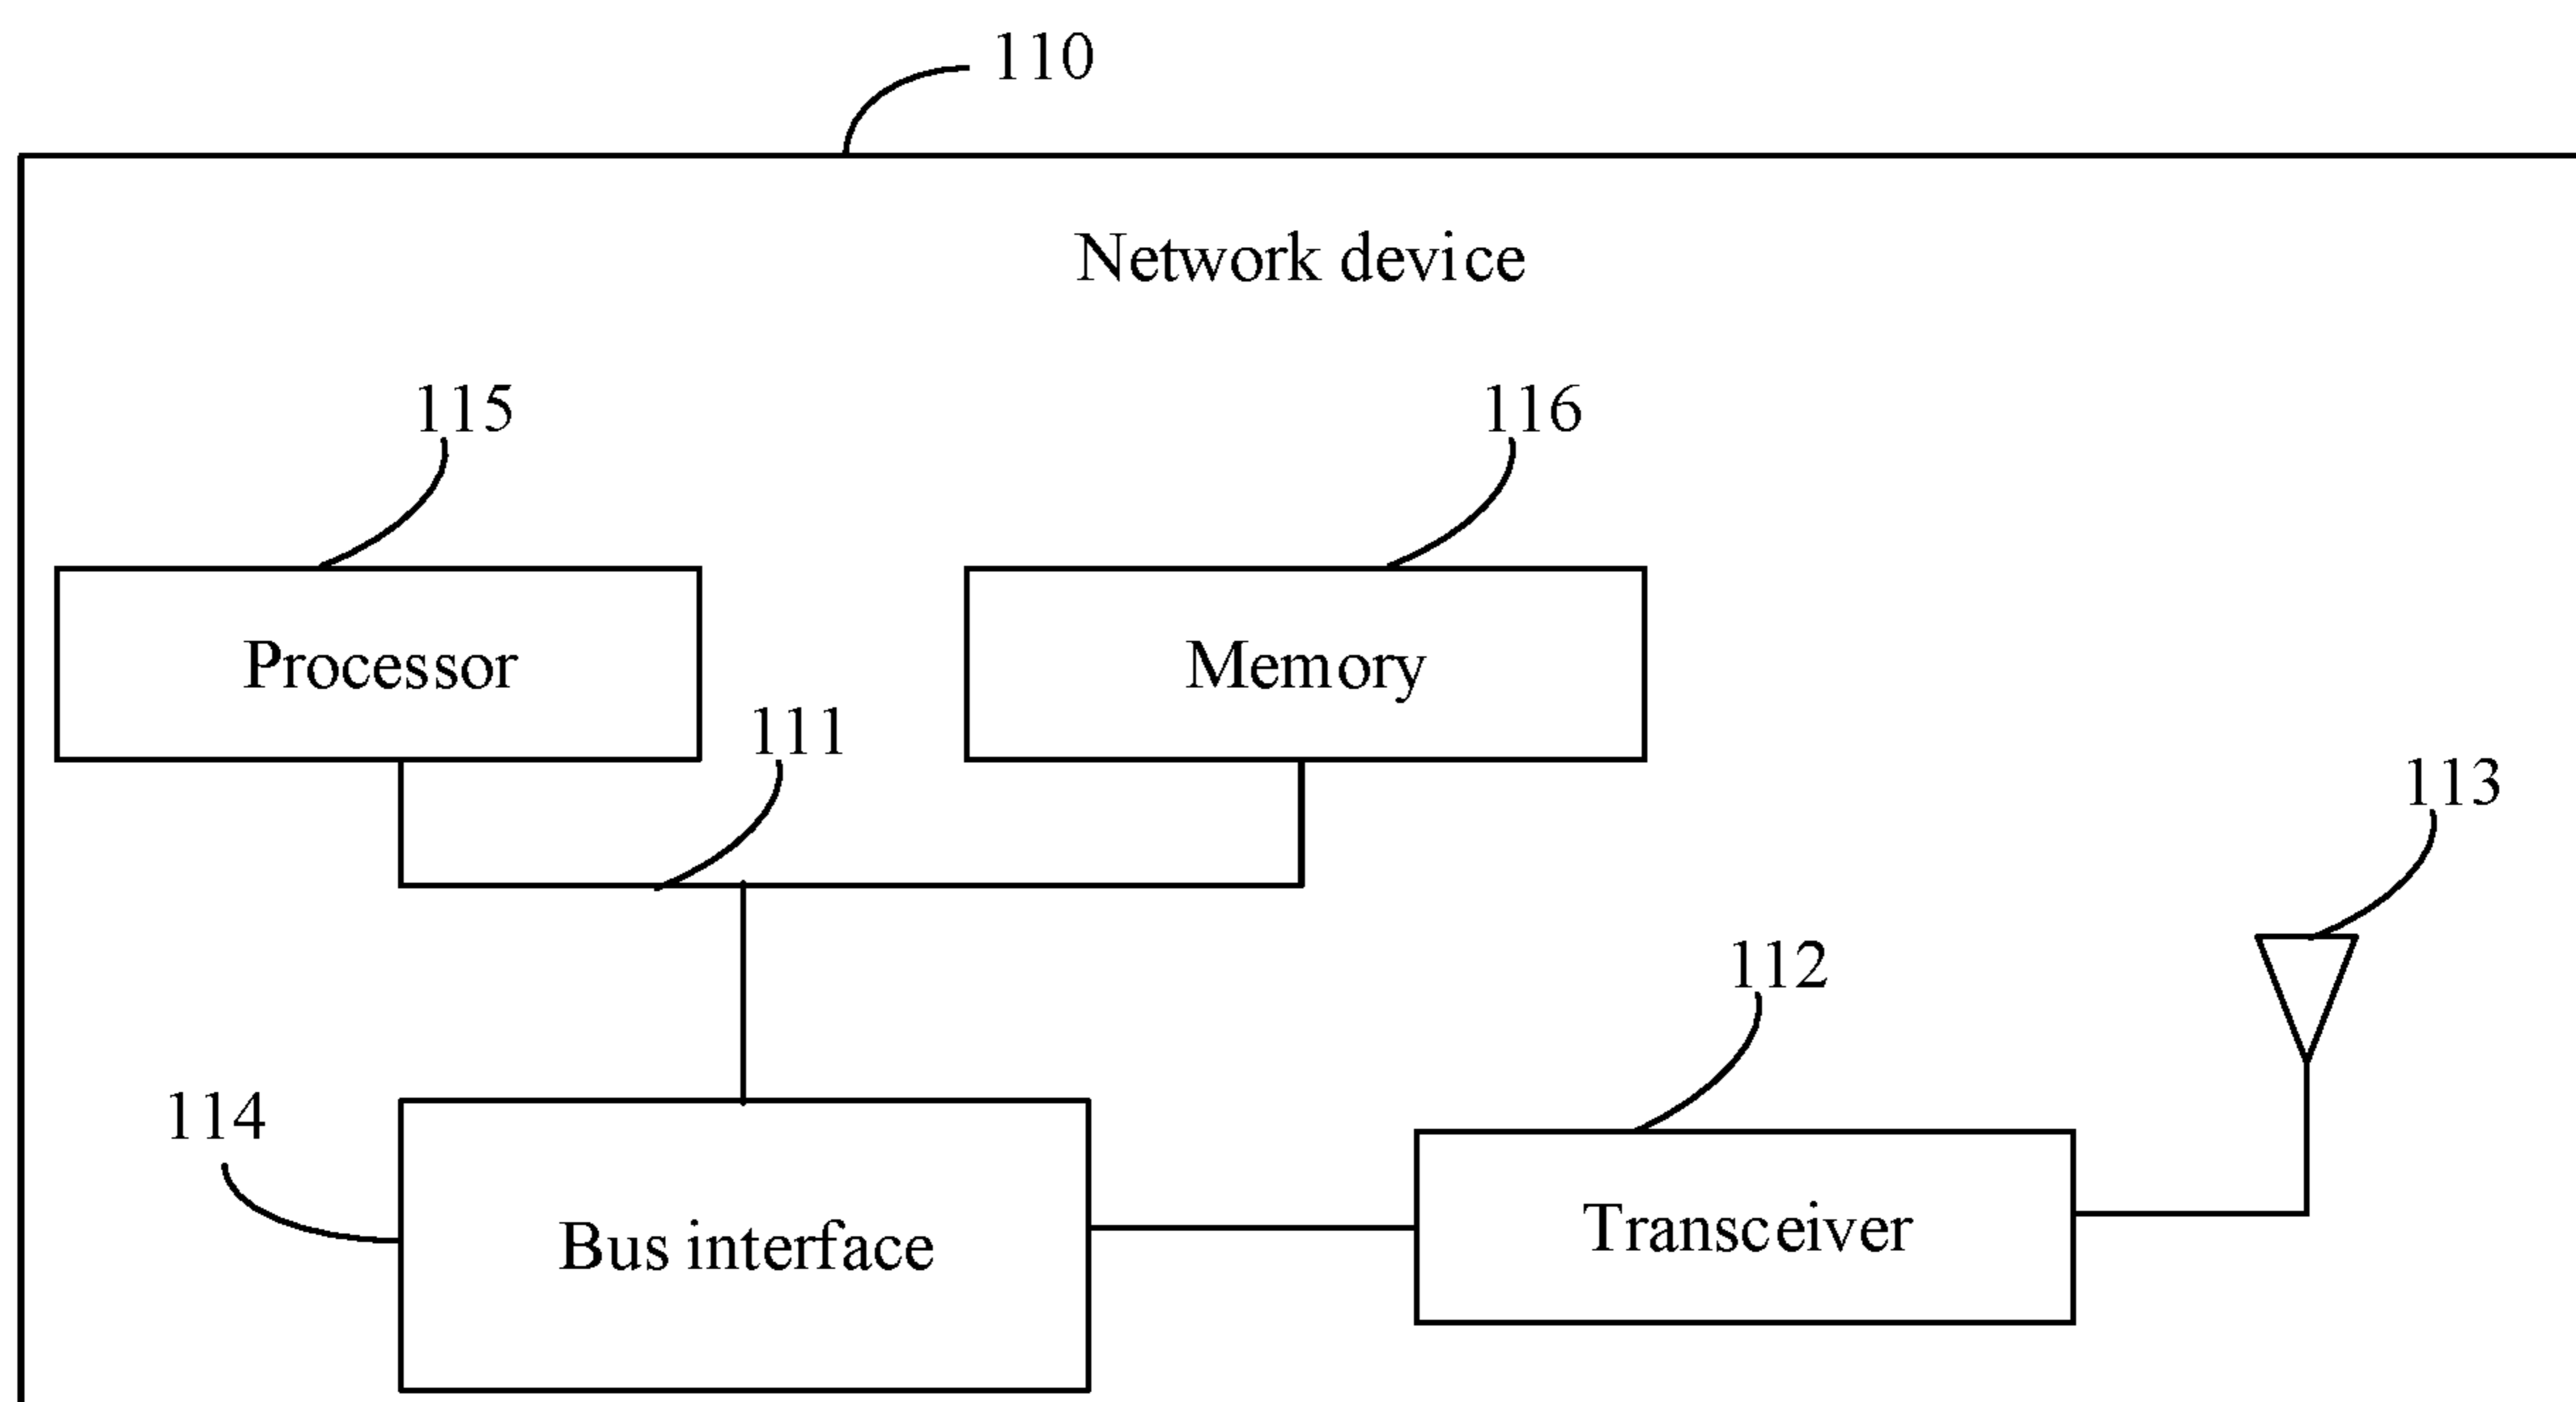 110
Network device
115
116
Processor
Memory
111
113
112
114
Bus interface
Transceiver